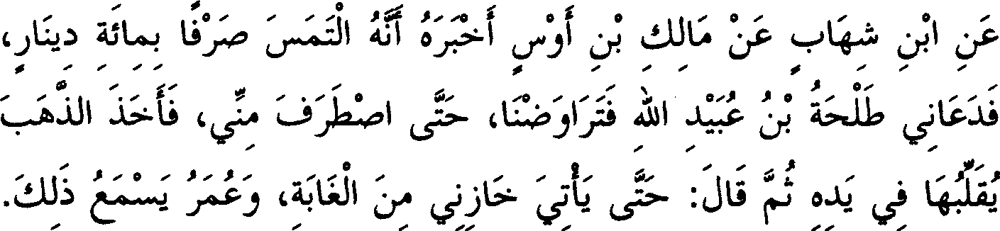 عَنِ ابْنِ شِهَابٍ عَنْ مَالِكِ بْنِ أَوْسٍ أَخْبَرَهُ أَنَّهُ الْتَمَسَ صَرْفًا بِمِائَةِ دِينَارٍ،
فَدَعَانِي طَلْحَةُ بْنُ عُبَيْدِ اللهِ فَتَرَاوَضْنَا، حَتَّى اصْطَرَفَ مِنِّي، فَأَخَذَ الذَّهَبَ
يُقَلِّبُهَا فِي يَدِهِ ثُمَّ قَالَ: حَتَّى يَأْتِيَ خَازِنِي مِنَ الْغَابَةِ، وَعُمَرُ يَسْمَعُ ذَلِكَ.